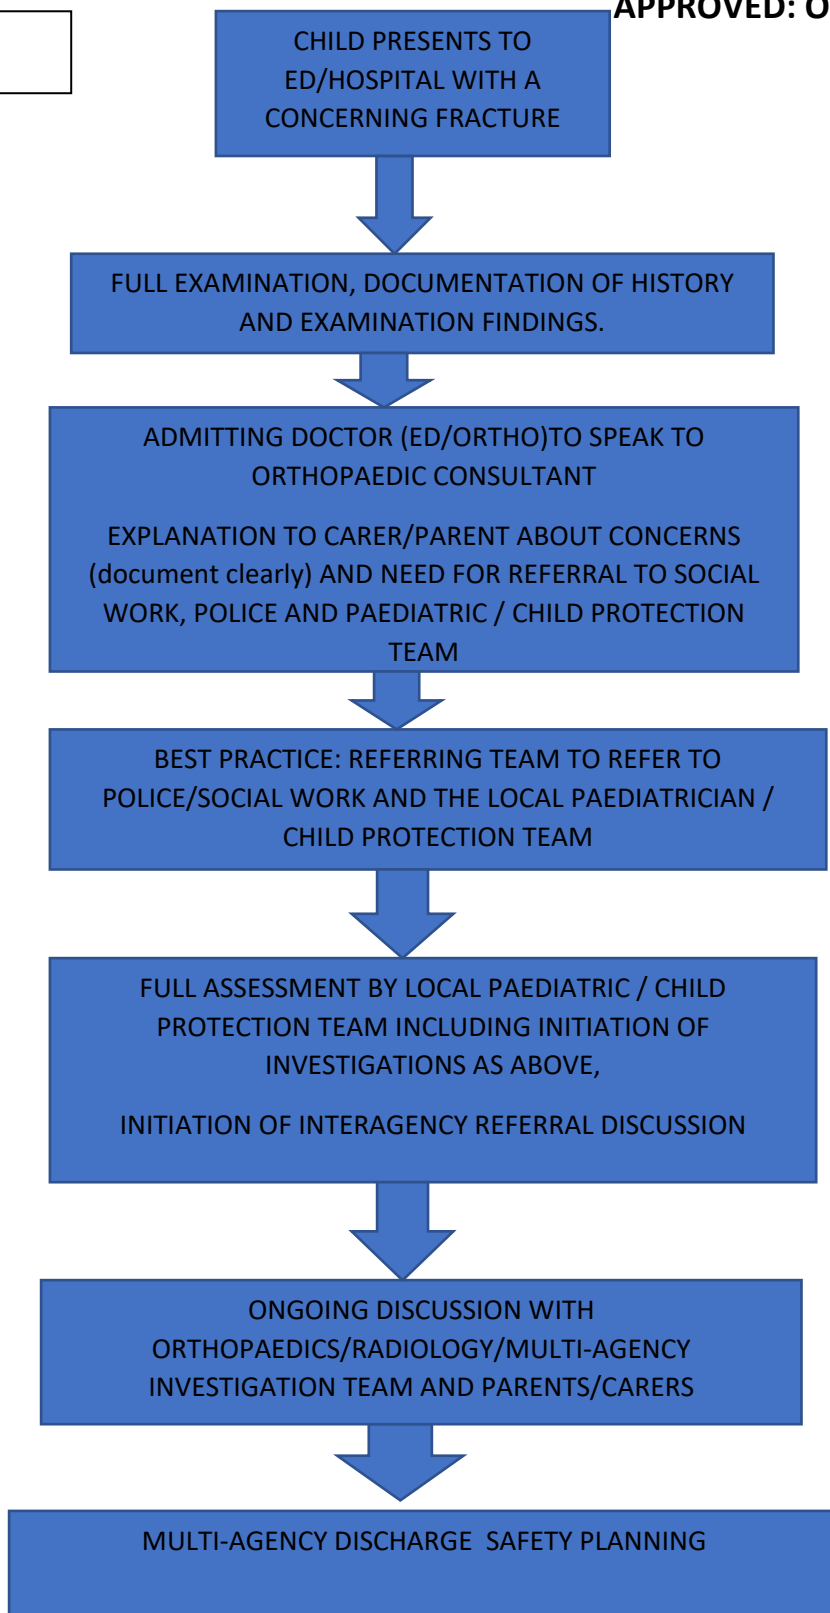 APPROVED: O
CHILD PRESENTS TO
ED/HOSPITAL WITH A
CONCERNING FRACTURE
FULL EXAMINATION, DOCUMENTATION OF HISTORY
AND EXAMINATION FINDINGS.
ADMITTING DOCTOR (ED/ORTHO)TO SPEAK TO
ORTHOPAEDIC CONSULTANT
EXPLANATION TO CARER/PARENT ABOUT CONCERNS
(document clearly) AND NEED FOR REFERRAL TO SOCIAL
WORK, POLICE AND PAEDIATRIC / CHILD PROTECTION
TEAM
BEST PRACTICE: REFERRING TEAM TO REFER TO
POLICE/SOCIAL WORK AND THE LOCAL PAEDIATRICIAN /
CHILD PROTECTION TEAM
FULL ASSESSMENT BY LOCAL PAEDIATRIC / CHILD
PROTECTION TEAM INCLUDING INITIATION OF
INVESTIGATIONS AS ABOVE,
INITIATION OF INTERAGENCY REFERRAL DISCUSSION
ONGOING DISCUSSION WITH
ORTHOPAEDICS/RADIOLOGY/MULTI-AGENCY
INVESTIGATION TEAM AND PARENTS/CARERS
MULTI-AGENCY DISCHARGE  SAFETY PLANNING